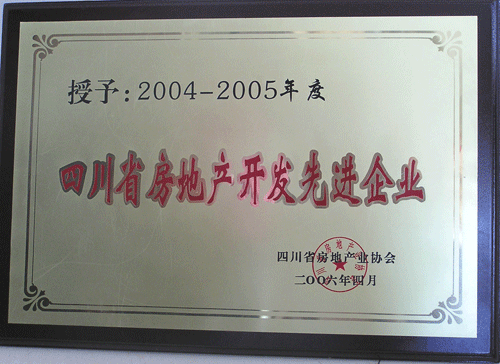 授予:2004-2005年度
四川省房地产开发先进企业
四川省房地产业协会
二〇〇六年四月